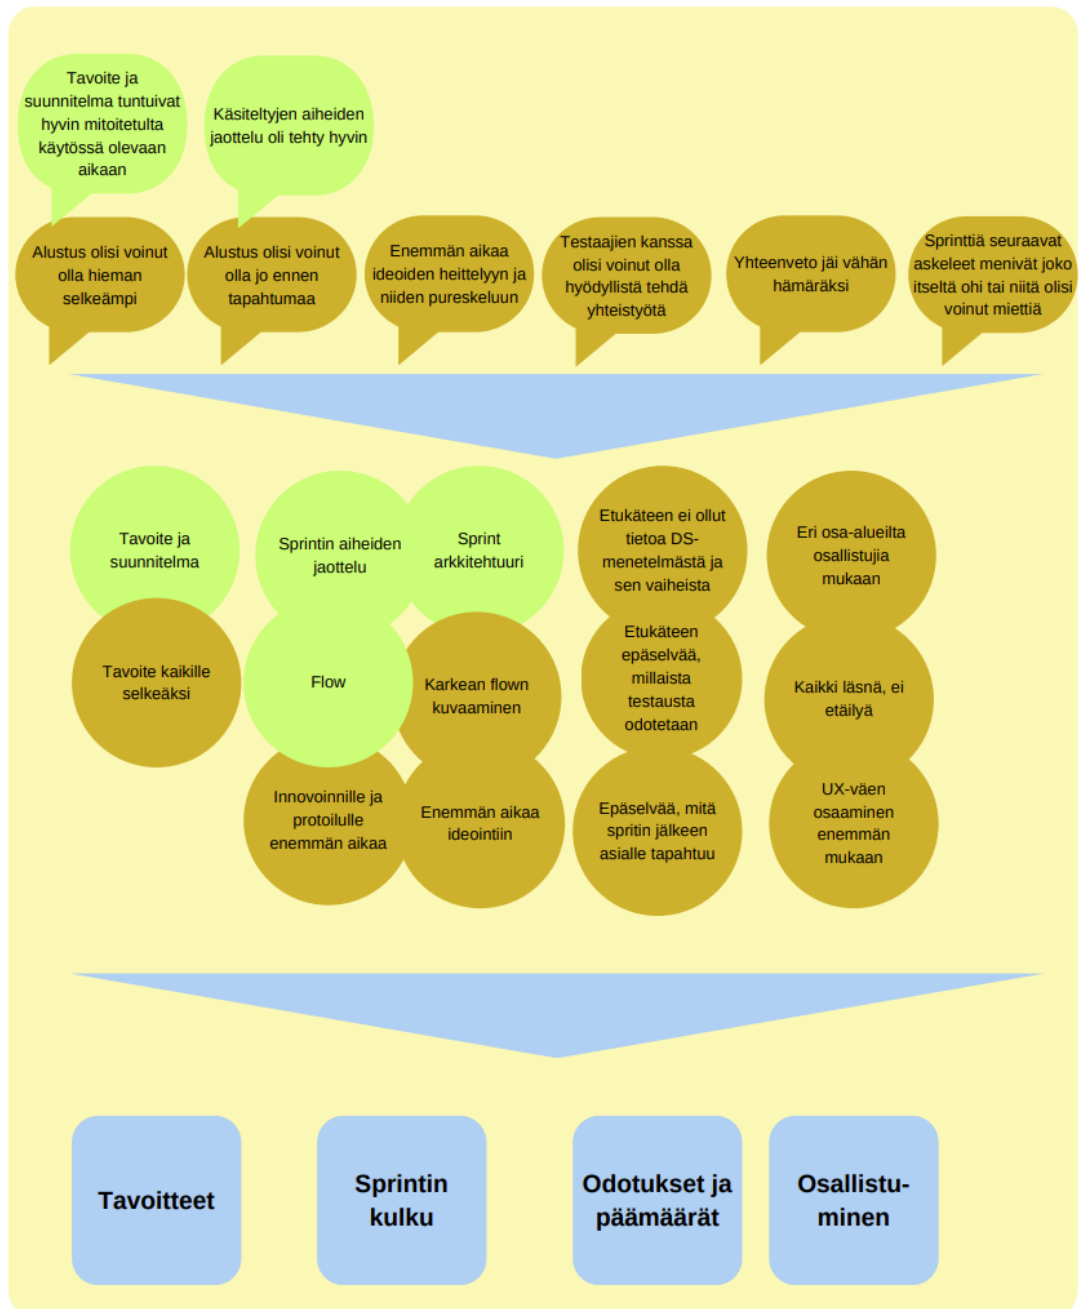 Tavoite ja
suunnitelma tuntuivat
hyvin mitoitetulta
käytössä olevaan
aikaan
Käsiteltyjen aiheiden
jaottelu oli tehty hyvin
Alustus olisi voinut
olla hieman
selkeämpi
Alustus olisi voinut
olla jo ennen
tapahtumaa
Enemmän aikaa
ideoiden heittelyyn ja
niiden pureskeluun
Testaajien kanssa
olisi voinut olla
hyödyllistä tehdä
yhteistyötä
Yhteenveto jäi vähän
hämäräksi
Sprinttiä seuraavat
askeleet menivät joko
itseltä ohi tai niitä olisi
voinut miettiä
Tavoite ja
suunnitelma
Sprintin aiheiden
jaottelu
Sprint
arkkitehtuuri
Etukäteen ei ollut
tietoa DS-
menetelmästä ja
sen vaiheista
Eri osa-alueilta
osallistujia
mukaan
Tavoite kaikille
selkeäksi
Flow
Karkean flown
kuvaaminen
Etukäteen
epäselvää,
millaista
testausta
odotetaan
Kaikki läsnä, ei
etäilyä
Innovoinnille ja
protoilulle
enemmän aikaa
Enemmän aikaa
ideointiin
Epäselvää, mitä
spritin jälkeen
asialle tapahtuu
UX-väen
osaaminen
enemmän
mukaan
Tavoitteet
Sprintin
kulku
Odotukset ja
päämäärät
Osallistu-
minen